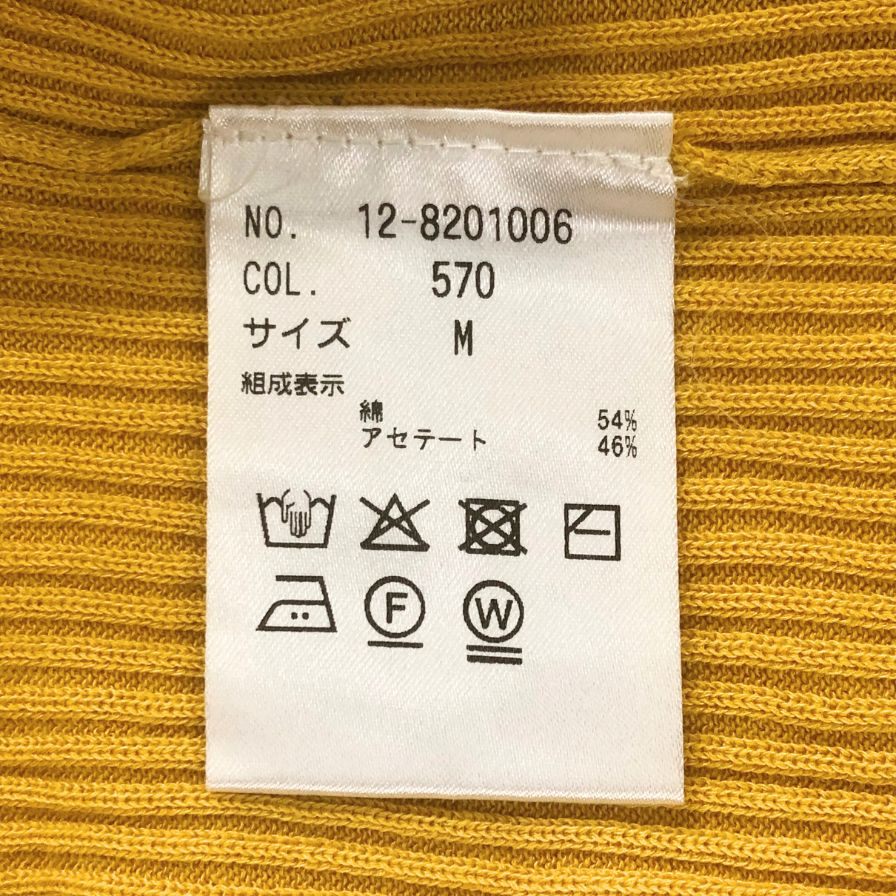 NO. 12-8201006
COL. 570
サイズ M
組成表示
綿 54%
アセテート 46%
F W